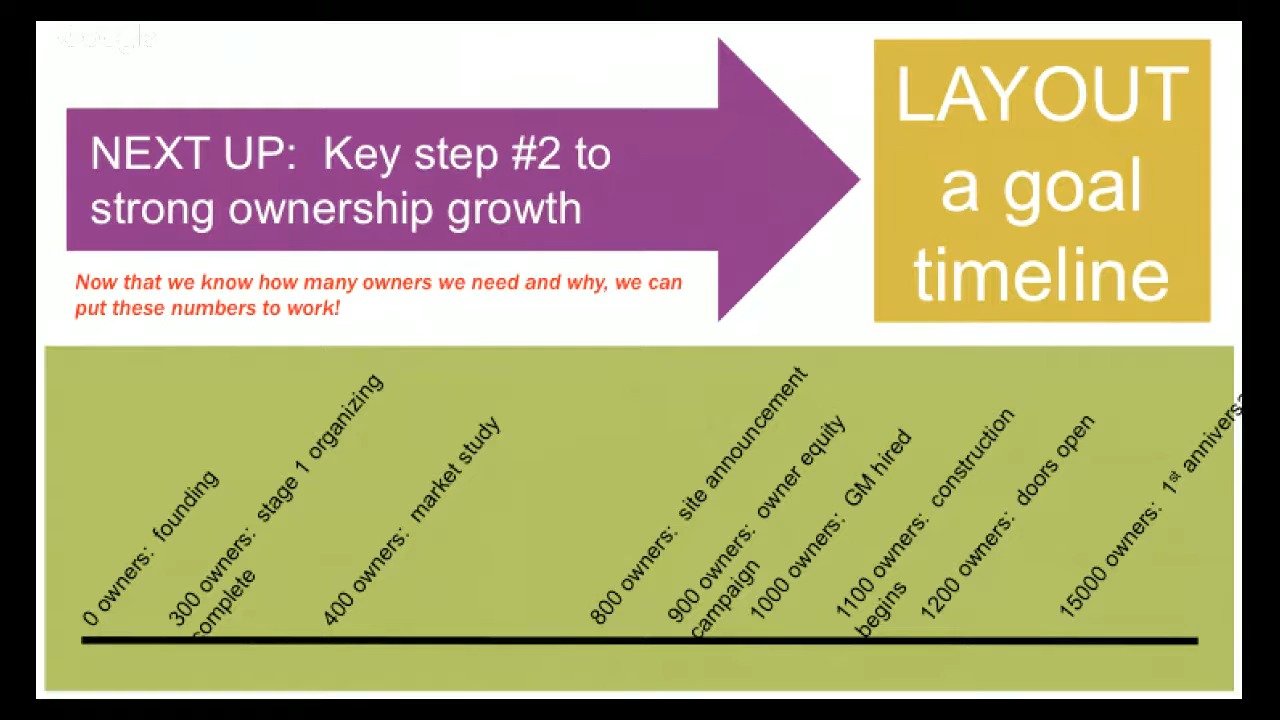 Google
NEXT UP: Key step #2 to
strong ownership growth
LAYOUT
a goal
timeline
Now that we know how many owners we need and why, we can
put these numbers to work!
0 owners: founding
300 owners: stage 1 organizing
complete
400 owners: market study
800 owners: site announcement
900 owners: owner equity
campaign
1000 owners: GM hired
1100 owners: construction
begins
1200 owners: doors open
15000 owners: 1st annivers